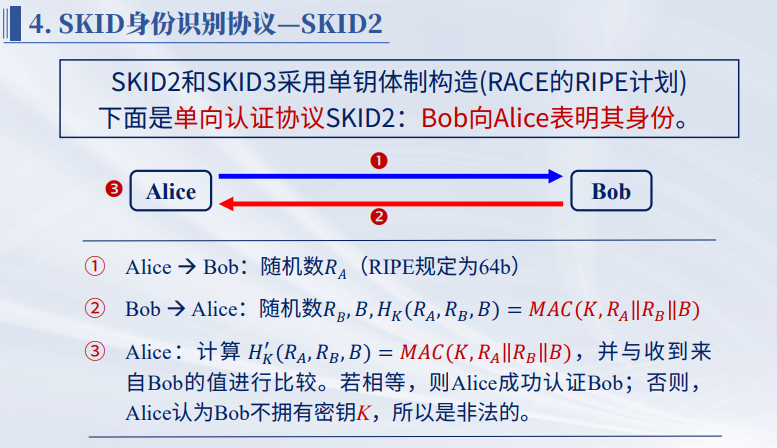 4. SKID身份识别协议—SKID2
SKID2和SKID3采用单钥体制构造(RACE的RIPE计划)
下面是单向认证协议SKID2：Bob向Alice表明其身份。
❶
❸ Alice Bob
❷
① Alice → Bob：随机数R_A（RIPE规定为64b）
② Bob → Alice：随机数R_B, B, H_K(R_A, R_B, B) = MAC(K, R_A‖R_B‖B)
③ Alice：计算 H′_K(R_A, R_B, B) = MAC(K, R_A‖R_B‖B)，并与收到来
自Bob的值进行比较。若相等，则Alice成功认证Bob；否则，
Alice认为Bob不拥有密钥K，所以是非法的。